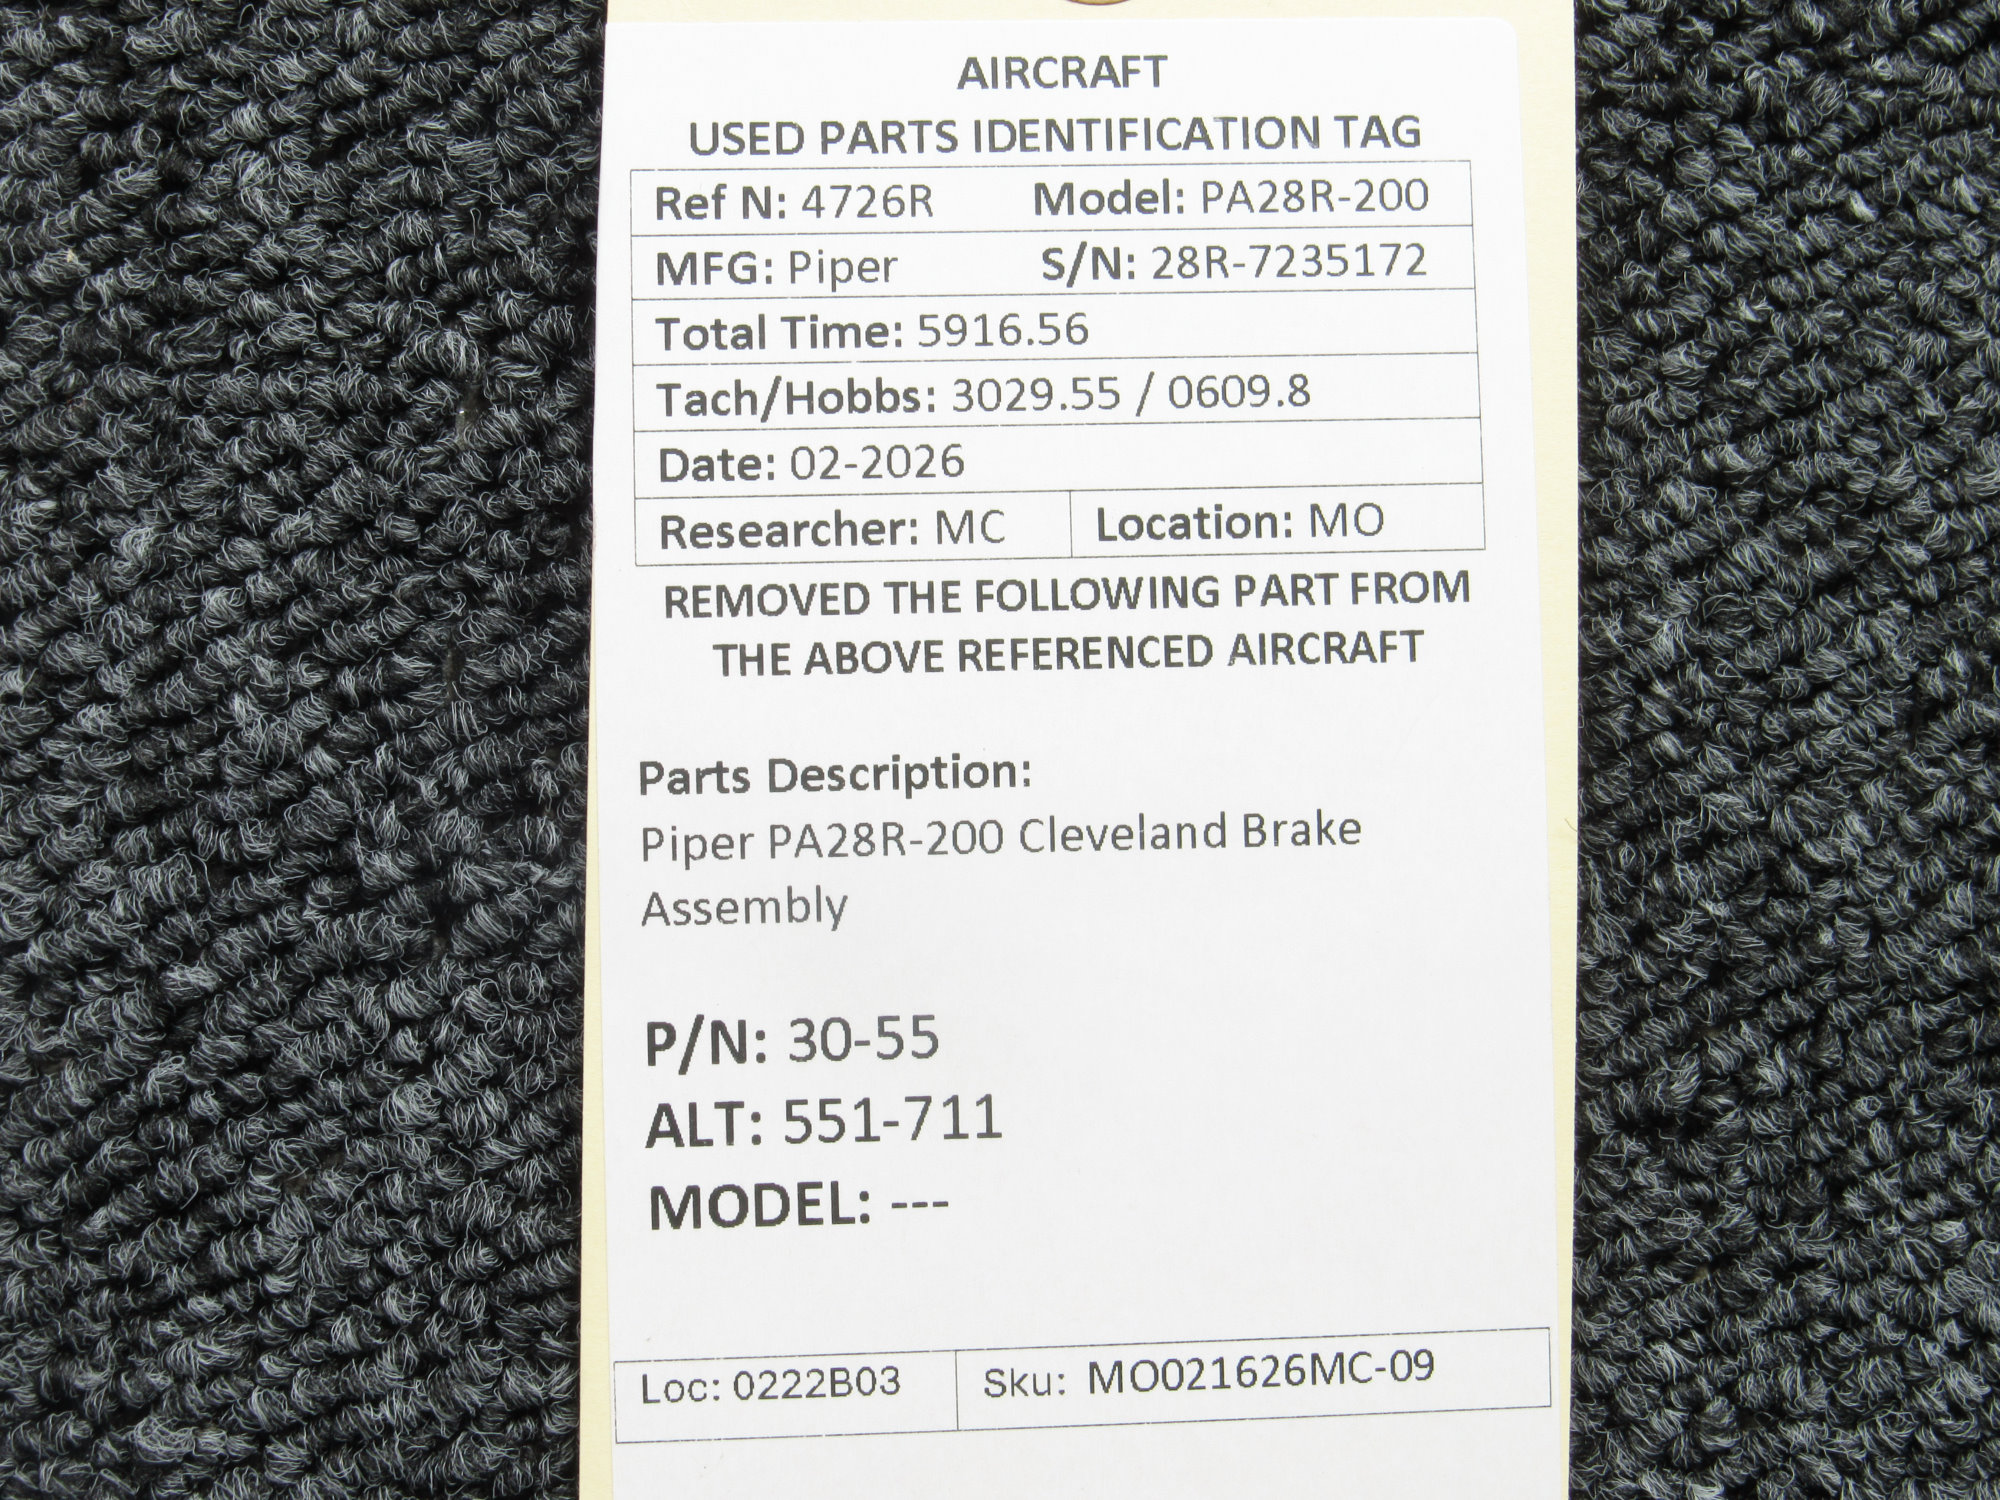 AIRCRAFT
USED PARTS IDENTIFICATION TAG
Ref N: 4726R Model: PA28R-200
MFG: Piper S/N: 28R-7235172
Total Time: 5916.56
Tach/Hobbs: 3029.55 / 0609.8
Date: 02-2026
Researcher: MC Location: MO
REMOVED THE FOLLOWING PART FROM
THE ABOVE REFERENCED AIRCRAFT
Parts Description:
Piper PA28R-200 Cleveland Brake
Assembly
P/N: 30-55
ALT: 551-711
MODEL: ---
Loc: 0222B03 Sku: MO021626MC-09